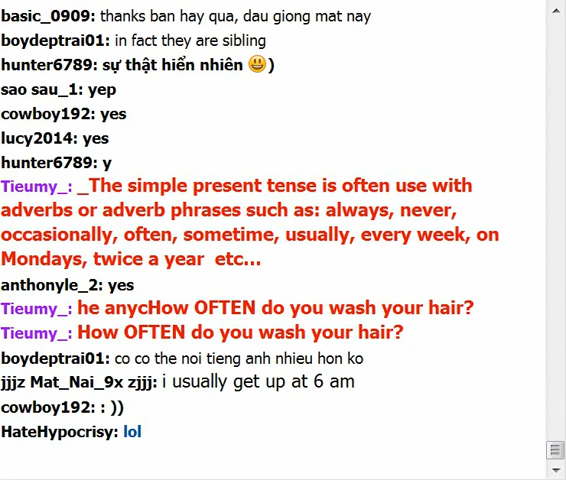 basic_0909: thanks ban hay qua, dau giong mat nay
boydeptrai01: in fact they are sibling
hunter6789: sự thật hiển nhiên 😃)
sao sau_1: yep
cowboy192: yes
lucy2014: yes
hunter6789: y
Tieumy_: _The simple present tense is often use with
adverbs or adverb phrases such as: always, never,
occasionally, often, sometime, usually, every week, on
Mondays, twice a year etc...
anthonyle_2: yes
Tieumy_: he anycHow OFTEN do you wash your hair?
Tieumy_: How OFTEN do you wash your hair?
boydeptrai01: co co the noi tieng anh nhieu hon ko
jjjz Mat_Nai_9x zjjj: i usually get up at 6 am
cowboy192: : ))
HateHypocrisy: lol